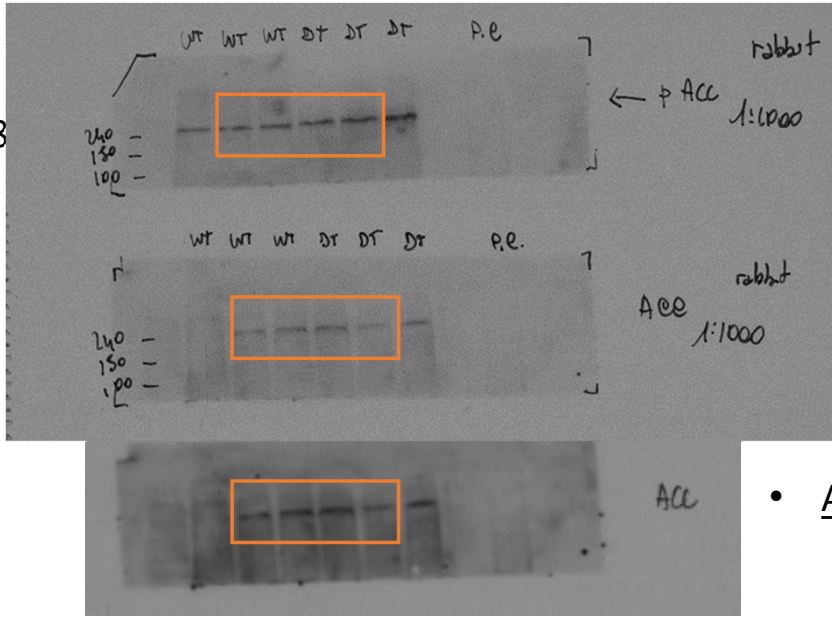 WT WT WT DT DT DT P.C
rabbit
← p ACC
1:1000
240 -
150 -
100 -
WT WT WT DT DT DT P.C.
rabbit
ACC
1:1000
240 -
150 -
100 -
ACC
•